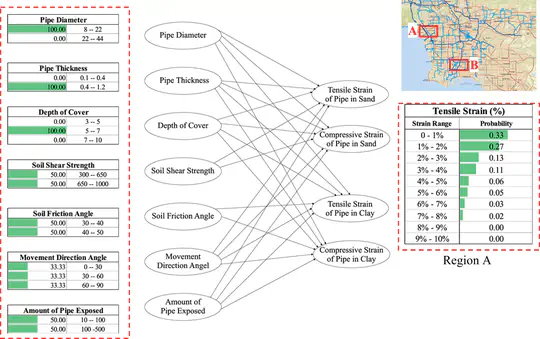 Pipe Diameter
100.00 8 -- 22
0.00 22 -- 44
Pipe Thickness
0.00 0.1 -- 0.4
100.00 0.4 -- 1.2
Depth of Cover
0.00 3 -- 5
100.00 5 -- 7
0.00 7 -- 10
Soil Shear Strength
50.00 300 -- 650
50.00 650 -- 1000
Soil Friction Angle
50.00 30 -- 40
50.00 40 -- 50
Movement Direction Angle
33.33 0 -- 30
33.33 30 -- 60
33.33 60 -- 90
Amount of Pipe Exposed
50.00 10 -- 100
50.00 100 -500
Pipe Diameter
Pipe Thickness
Depth of Cover
Soil Shear Strength
Soil Friction Angle
Movement
Direction Angel
Amount of
Pipe Exposed
Tensile Strain
of Pipe in Sand
Compressive Strain
of Pipe in Sand
Tensile Strain
of Pipe in Clay
Compressive Strain
of Pipe in Clay
A
B
Tensile Strain (%)
Strain Range Probability
0 - 1% 0.33
1% - 2% 0.27
2% - 3% 0.13
3% - 4% 0.11
4% - 5% 0.06
5% - 6% 0.05
6% - 7% 0.03
7% - 8% 0.02
8% - 9% 0.00
9% - 10% 0.00
Region A